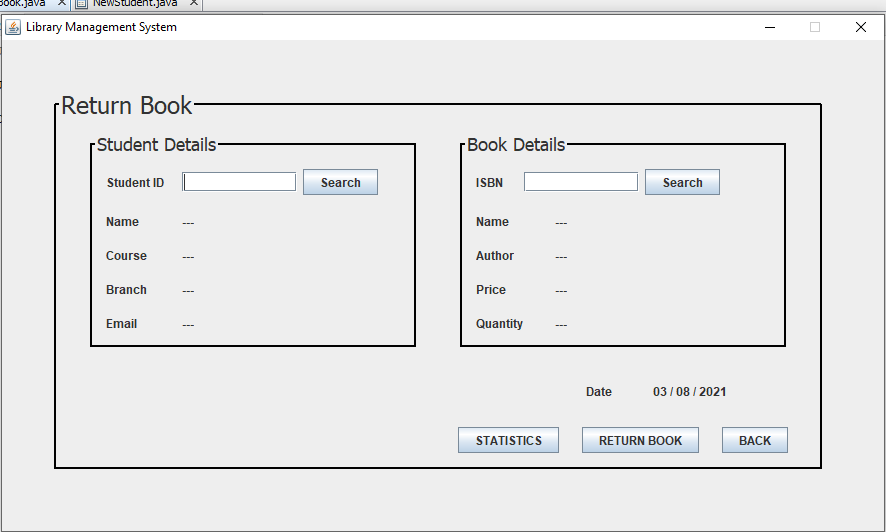 Book.java NewStudent.java
Library Management System
Return Book
Student Details
Student ID Search
Name ---
Course ---
Branch ---
Email ---
Book Details
ISBN Search
Name ---
Author ---
Price ---
Quantity ---
Date 03 / 08 / 2021
STATISTICS RETURN BOOK BACK